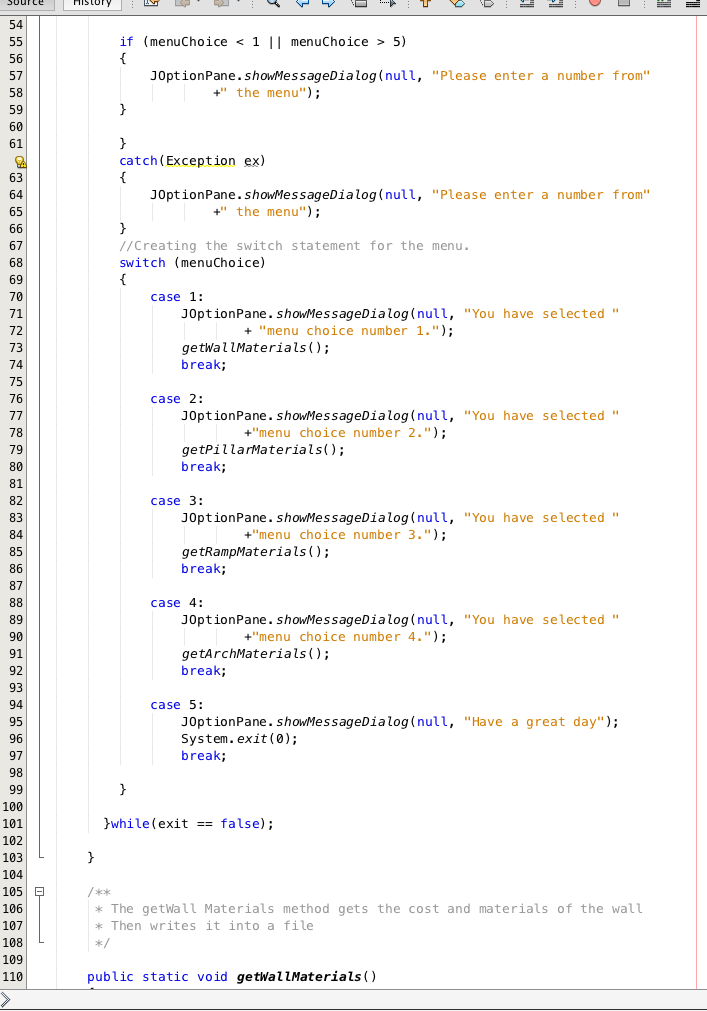 Source History
54
55 if (menuChoice < 1 || menuChoice > 5)
56 {
57 JOptionPane.showMessageDialog(null, "Please enter a number from"
58 +" the menu");
59 }
60
61 }
catch(Exception ex)
63 {
64 JOptionPane.showMessageDialog(null, "Please enter a number from"
65 +" the menu");
66 }
67 //Creating the switch statement for the menu.
68 switch (menuChoice)
69 {
70 case 1:
71 JOptionPane.showMessageDialog(null, "You have selected "
72 + "menu choice number 1.");
73 getWallMaterials();
74 break;
75
76 case 2:
77 JOptionPane.showMessageDialog(null, "You have selected "
78 +"menu choice number 2.");
79 getPillarMaterials();
80 break;
81
82 case 3:
83 JOptionPane.showMessageDialog(null, "You have selected "
84 +"menu choice number 3.");
85 getRampMaterials();
86 break;
87
88 case 4:
89 JOptionPane.showMessageDialog(null, "You have selected "
90 +"menu choice number 4.");
91 getArchMaterials();
92 break;
93
94 case 5:
95 JOptionPane.showMessageDialog(null, "Have a great day");
96 System.exit(0);
97 break;
98
99 }
100
101 }while(exit == false);
102
103 }
104
105 /**
106 * The getWall Materials method gets the cost and materials of the wall
107 * Then writes it into a file
108 */
109
110 public static void getWallMaterials()